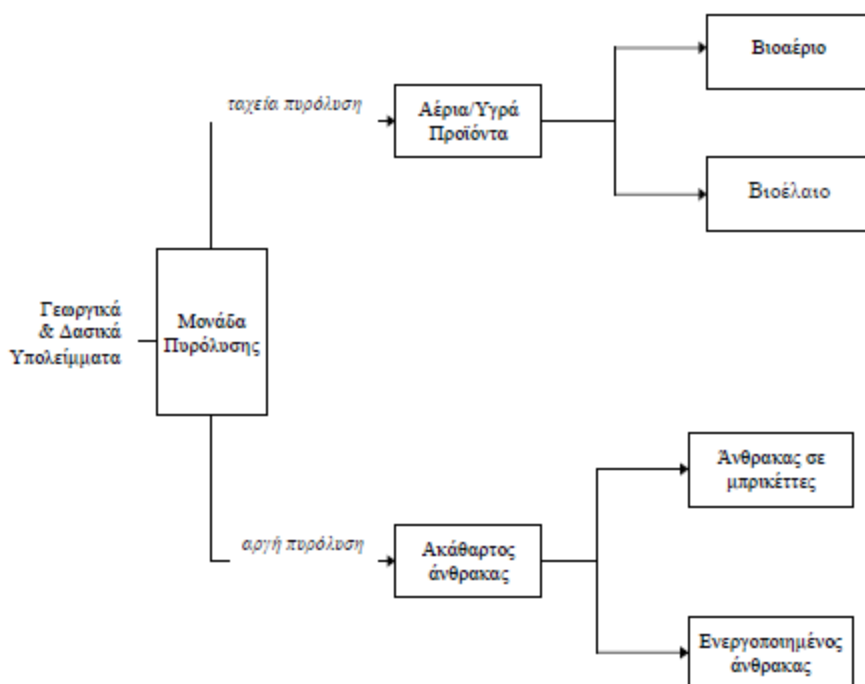 Βιοαέριο
ταχεία πυρόλυση
Αέρια/Υγρά
Προϊόντα
Βιοέλαιο
Γεωργικά
& Δασικά
Υπολείμματα
Μονάδα
Πυρόλυσης
Άνθρακας σε
μπρικέττες
αργή πυρόλυση
Ακάθαρτος
άνθρακας
Ενεργοποιημένος
άνθρακας